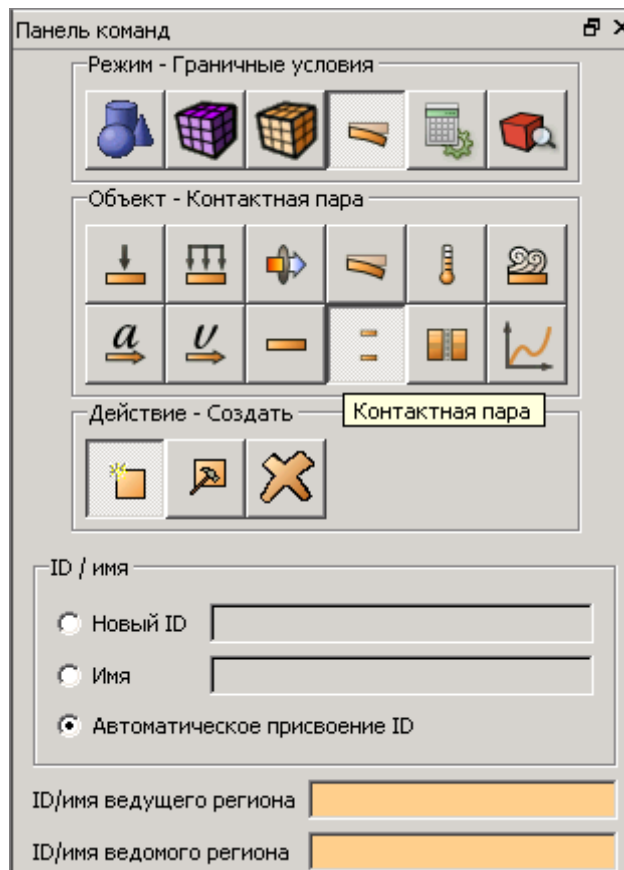 Панель команд
Режим - Граничные условия
Объект - Контактная пара
a
v
Контактная пара
Действие - Создать
ID / имя
Новый ID
Имя
Автоматическое присвоение ID
ID/имя ведущего региона
ID/имя ведомого региона